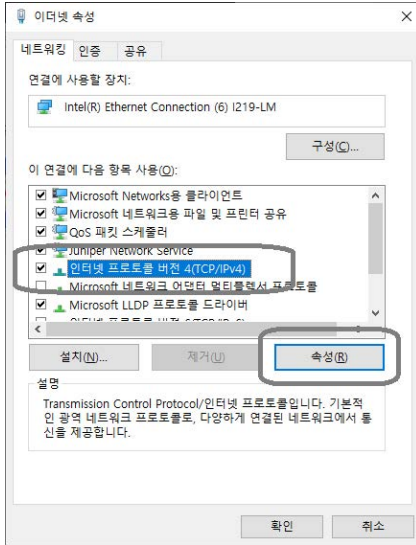 이더넷 속성
네트워킹 인증 공유
연결에 사용할 장치:
Intel(R) Ethernet Connection (6) I219-LM
구성(C)...
이 연결에 다음 항목 사용(O):
Microsoft Networks용 클라이언트
Microsoft 네트워크용 파일 및 프린터 공유
QoS 패킷 스케줄러
Juniper Network Service
인터넷 프로토콜 버전 4(TCP/IPv4)
Microsoft 네트워크 어댑터 멀티플렉서 프로토콜
Microsoft LLDP 프로토콜 드라이버
설치(N)... 제거(U) 속성(R)
설명
Transmission Control Protocol/인터넷 프로토콜입니다. 기본적
인 광역 네트워크 프로토콜로, 다양하게 연결된 네트워크에서 통
신을 제공합니다.
확인 취소